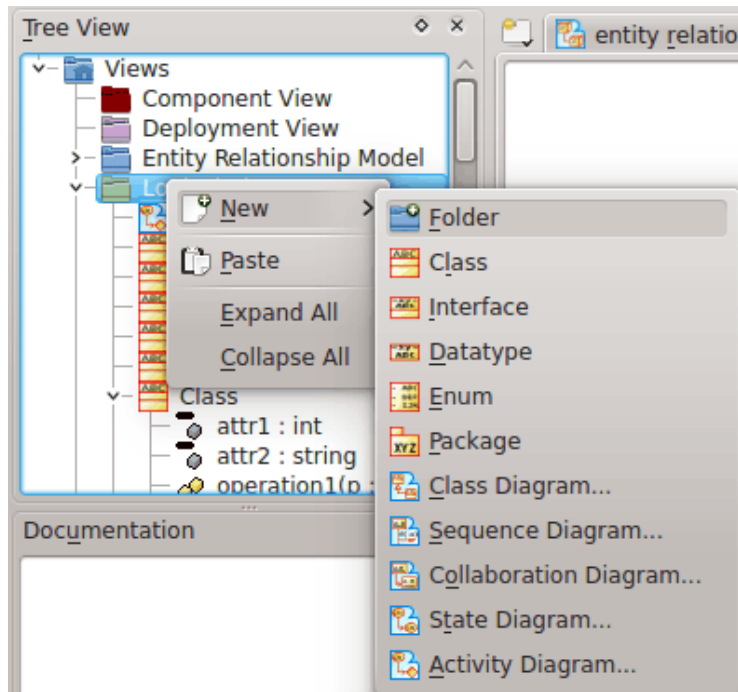 Tree View
entity relatio
Views
Component View
Deployment View
Entity Relationship Model
New
Paste
Expand All
Collapse All
Folder
Class
Interface
Datatype
Enum
Package
Class Diagram...
Sequence Diagram...
Collaboration Diagram...
State Diagram...
Activity Diagram...
Class
attr1 : int
attr2 : string
operation1(p :
Documentation